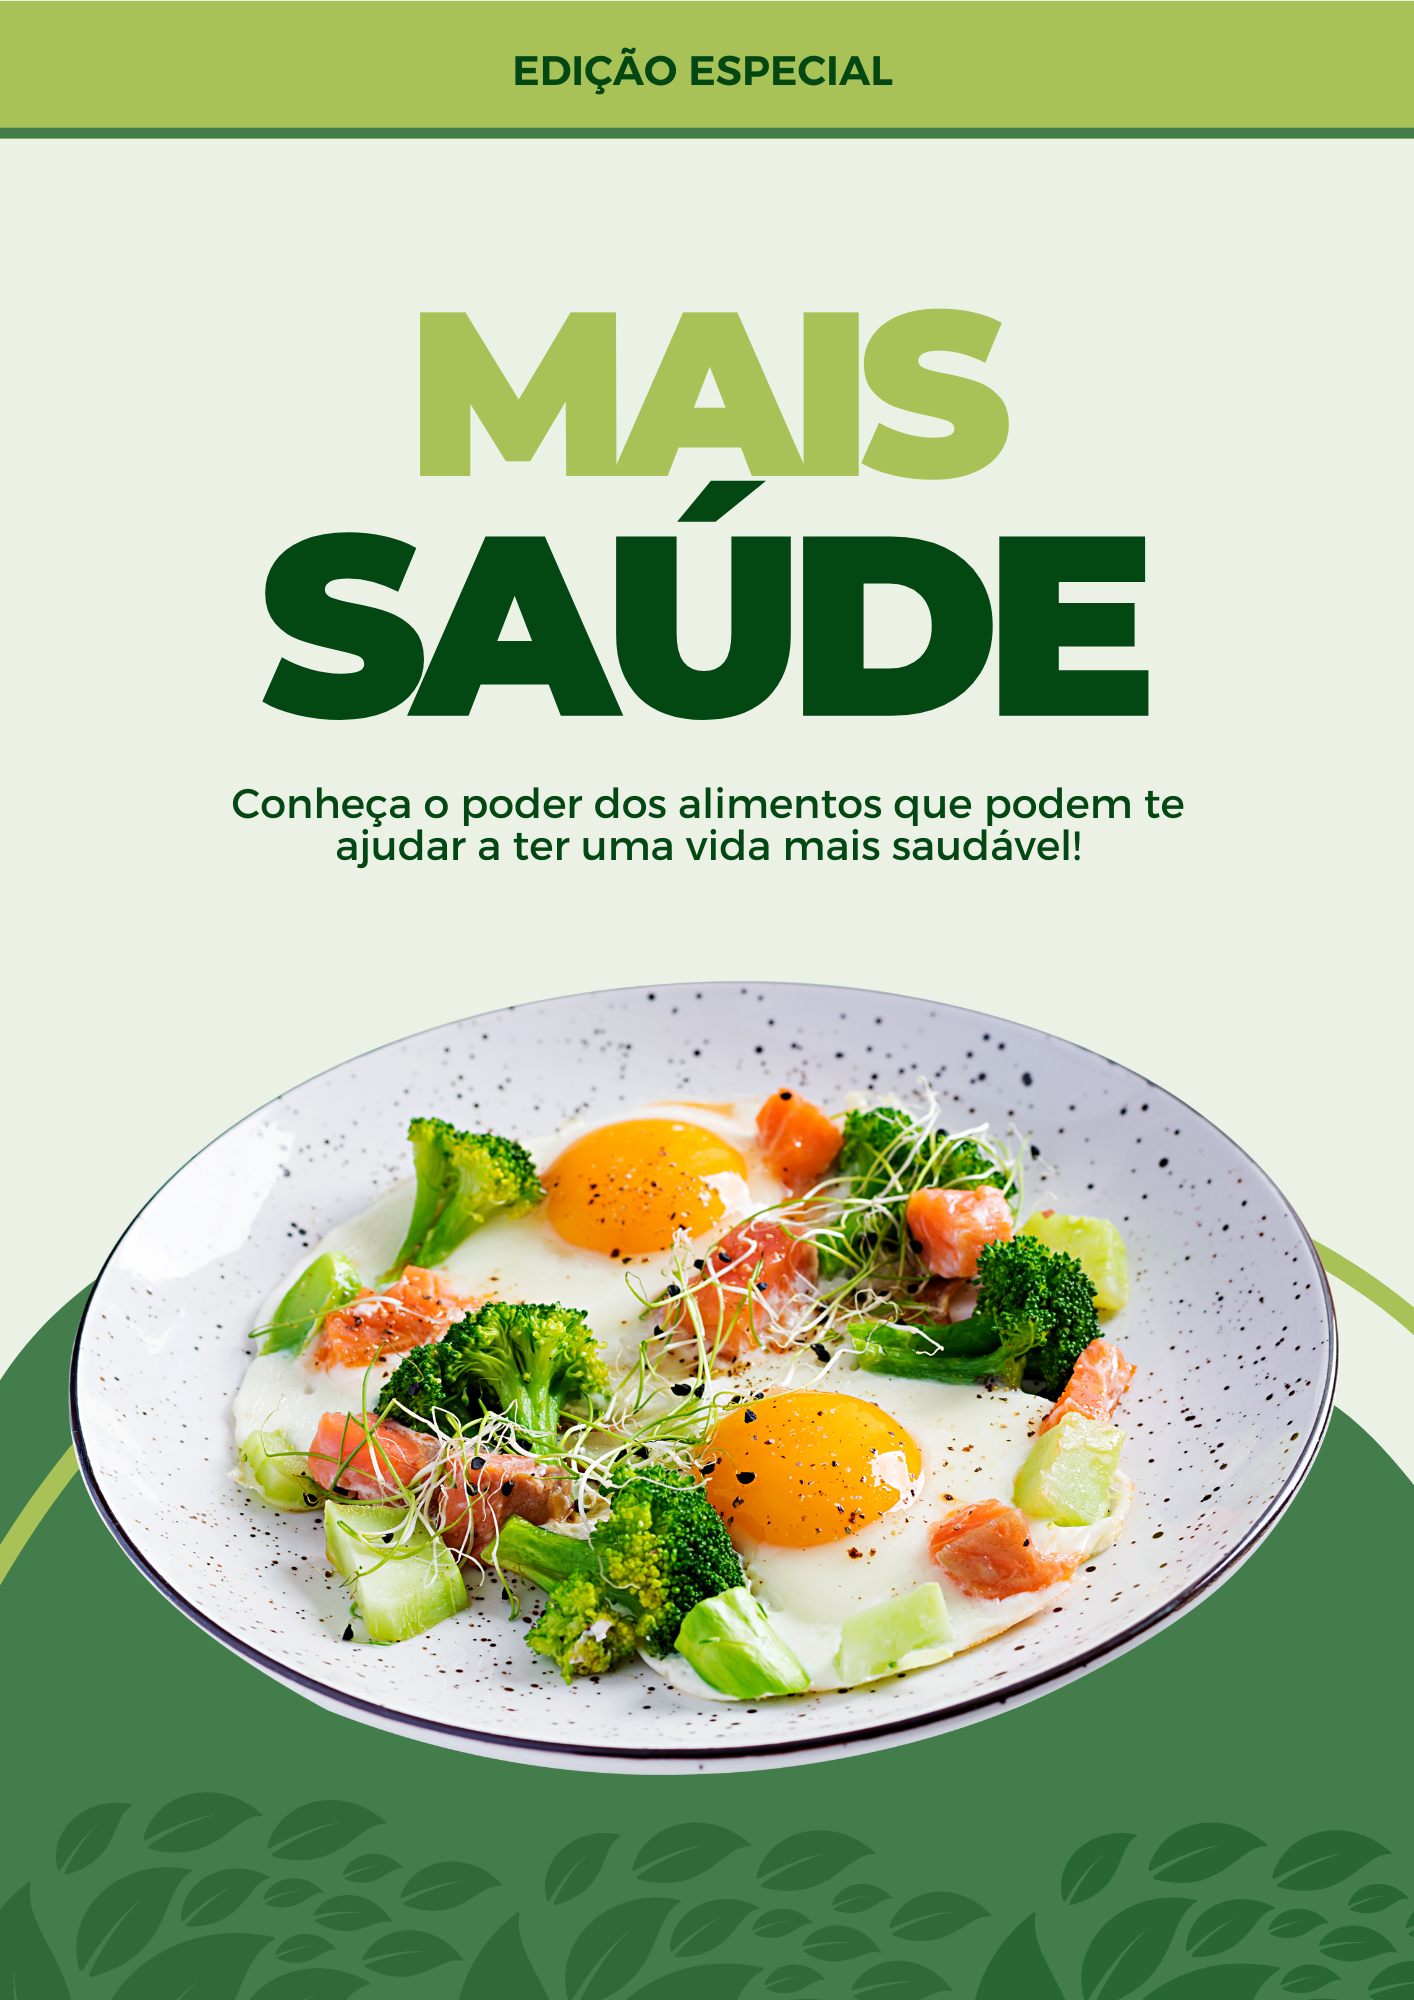 EDIÇÃO ESPECIAL
MAIS
SAÚDE
Conheça o poder dos alimentos que podem te
ajudar a ter uma vida mais saudável!